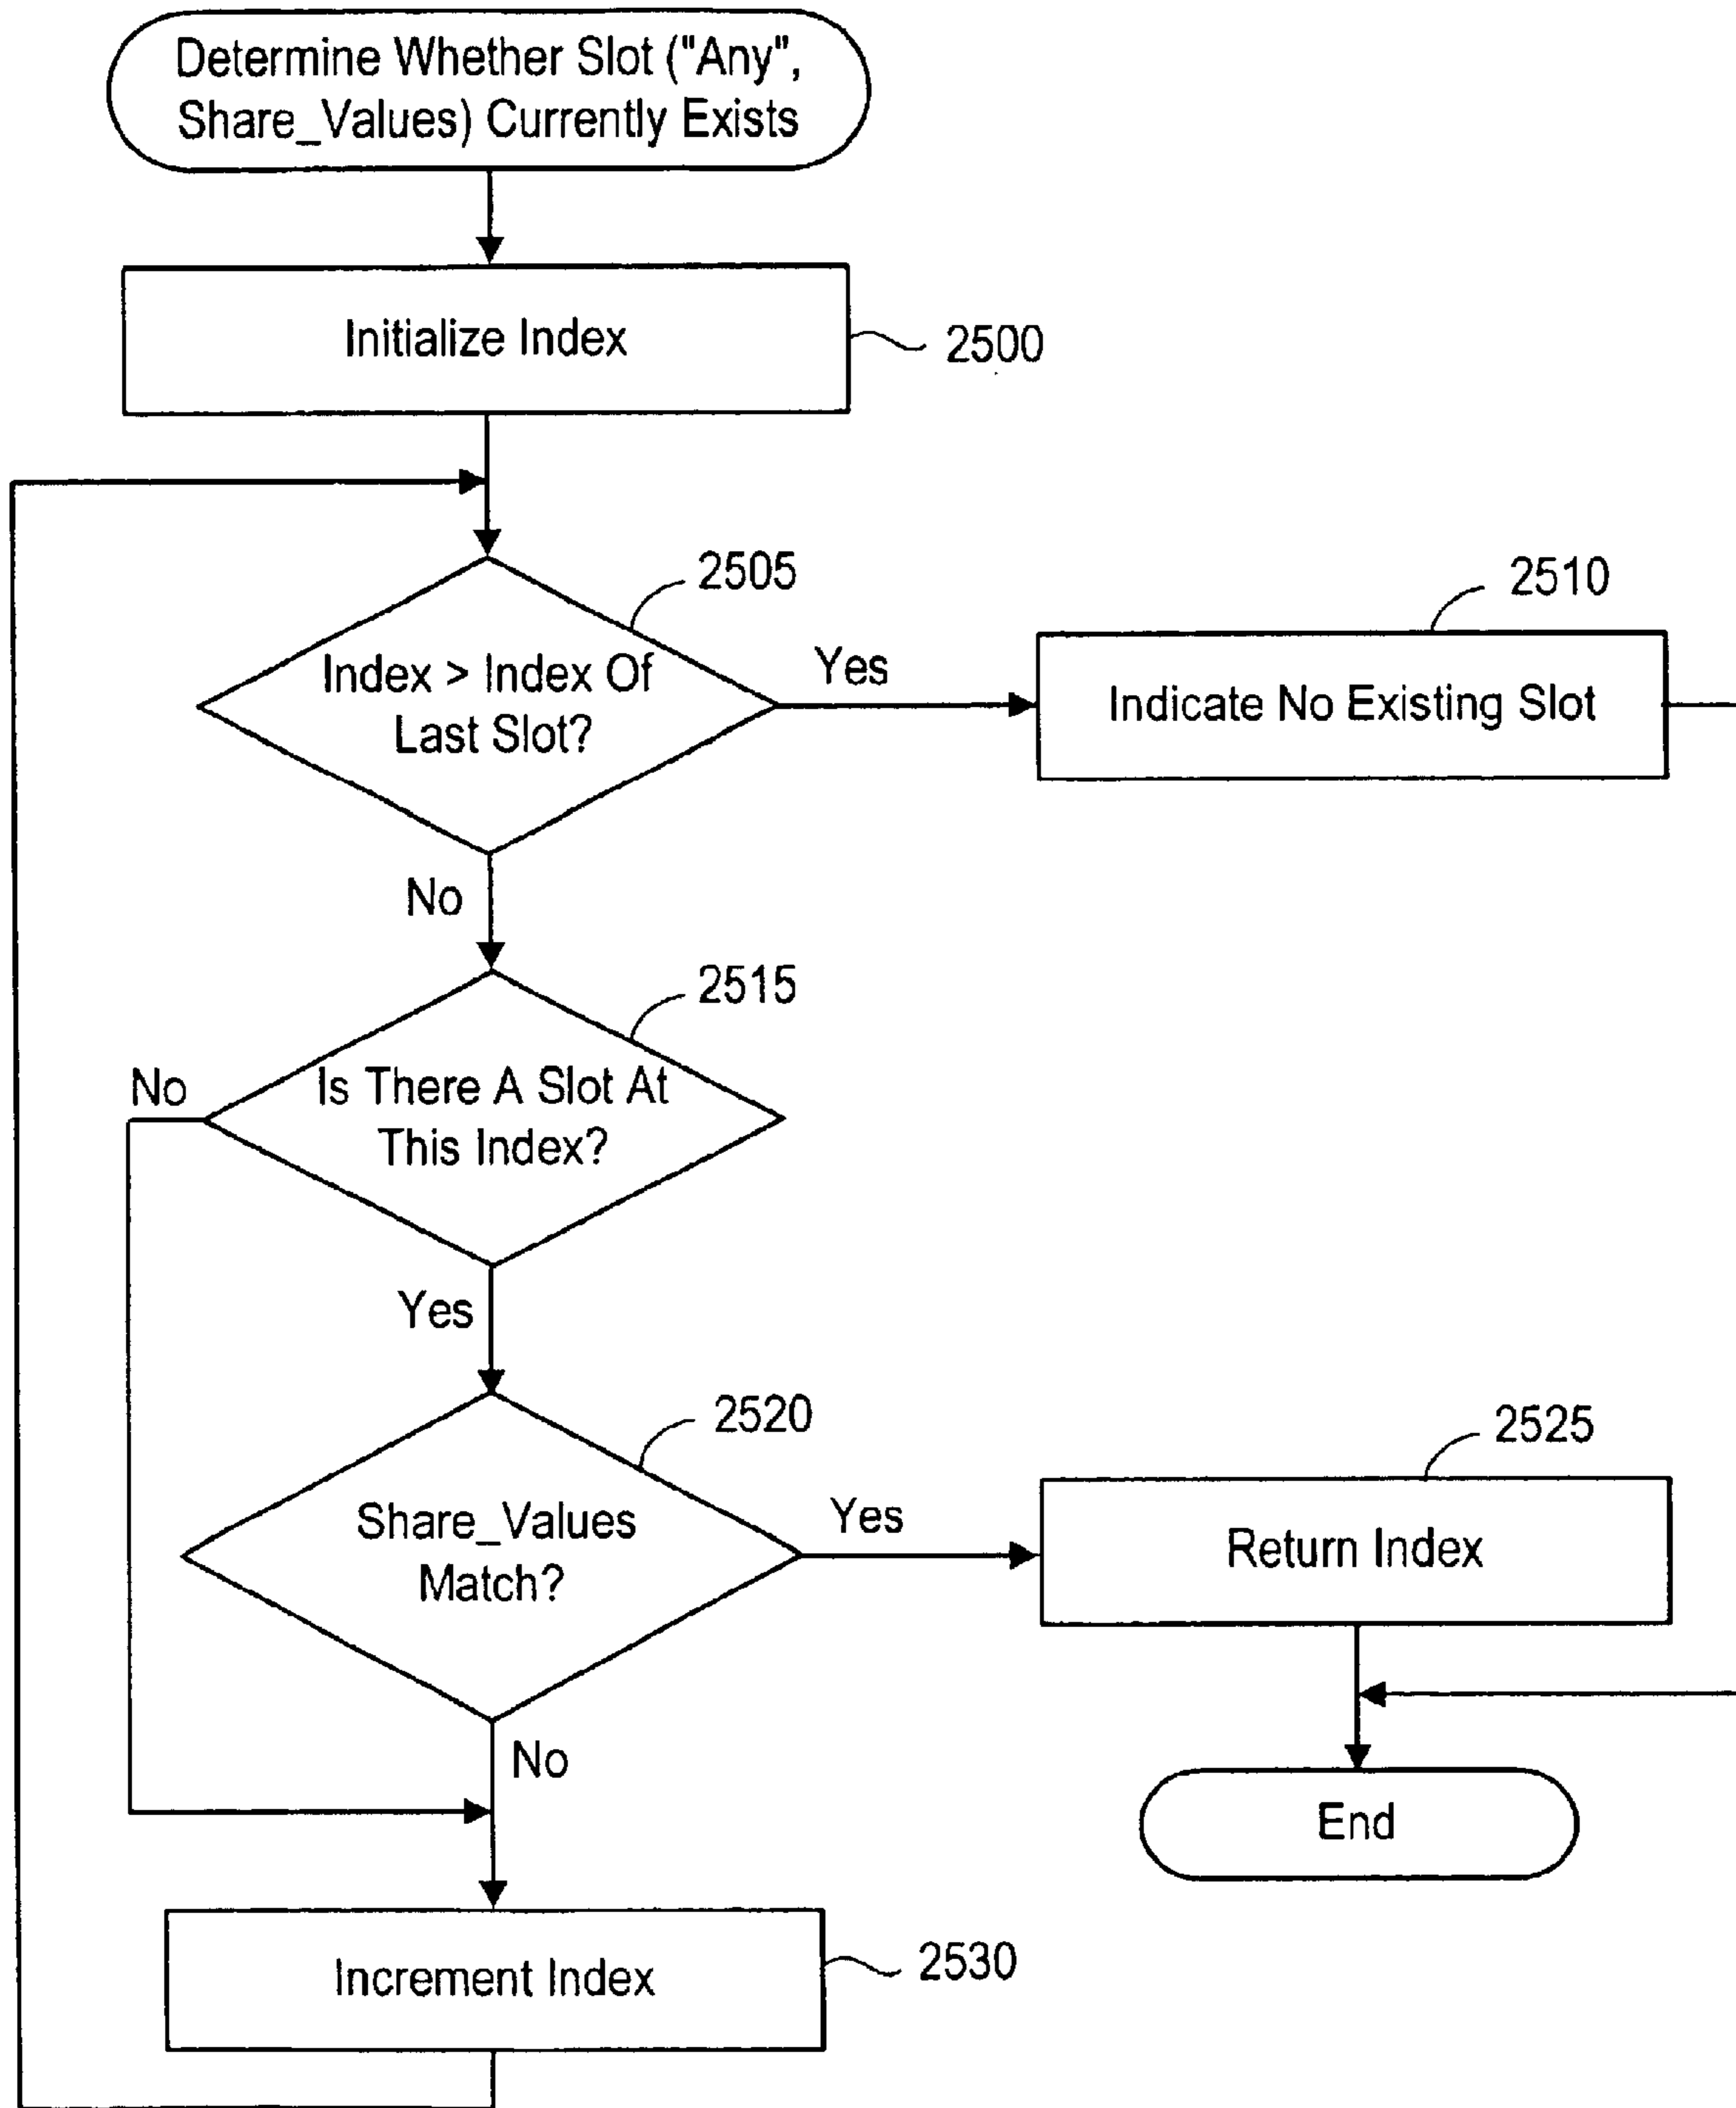 Determine Whether Slot ("Any",
Share_Values) Currently Exists
Initialize Index
2500
2505
Index > Index Of
Last Slot?
Yes
2510
Indicate No Existing Slot
No
2515
Is There A Slot At
This Index?
No
Yes
2520
Share_Values
Match?
Yes
2525
Return Index
No
End
Increment Index
2530